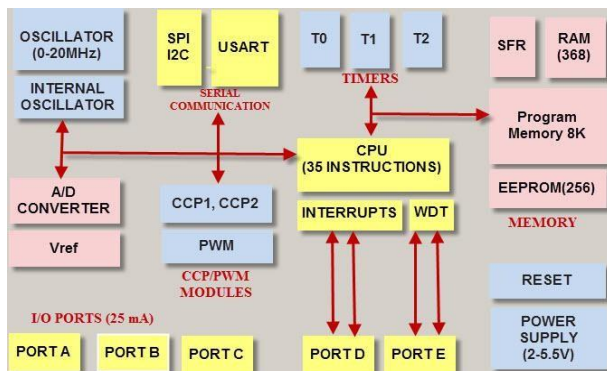 OSCILLATOR
(0-20MHz)
INTERNAL
OSCILLATOR
SPI
I2C
USART
SERIAL
COMMUNICATION
T0
T1
T2
TIMERS
SFR
RAM
(368)
Program
Memory 8K
EEPROM(256)
MEMORY
CPU
(35 INSTRUCTIONS)
A/D
CONVERTER
Vref
CCP1, CCP2
PWM
CCP/PWM
MODULES
INTERRUPTS
WDT
RESET
POWER
SUPPLY
(2-5.5V)
I/O PORTS (25 mA)
PORT A
PORT B
PORT C
PORT D
PORT E